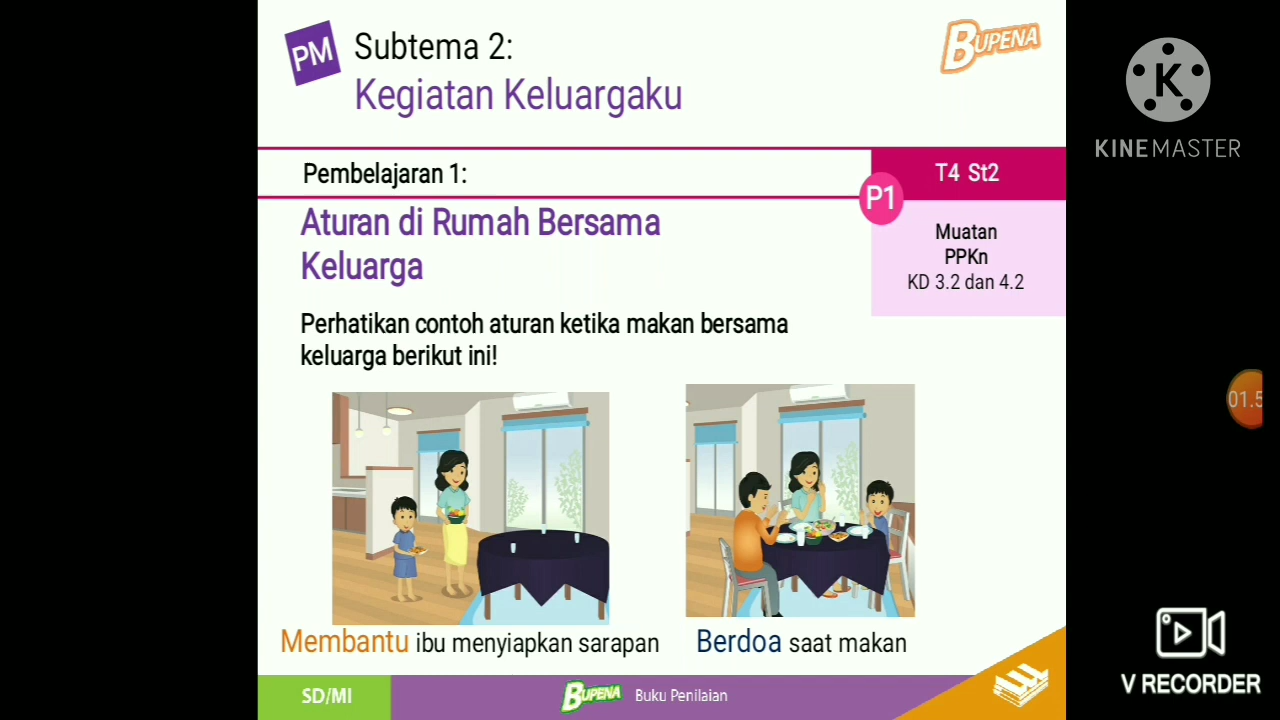 PM
Subtema 2:
Kegiatan Keluargaku
BUPENA
KINEMASTER
Pembelajaran 1:
T4 St2
P1
Aturan di Rumah Bersama
Keluarga
Muatan
PPKn
KD 3.2 dan 4.2
Perhatikan contoh aturan ketika makan bersama
keluarga berikut ini!
01.5
Membantu ibu menyiapkan sarapan
Berdoa saat makan
SD/MI
BUPENA Buku Penilaian
V RECORDER